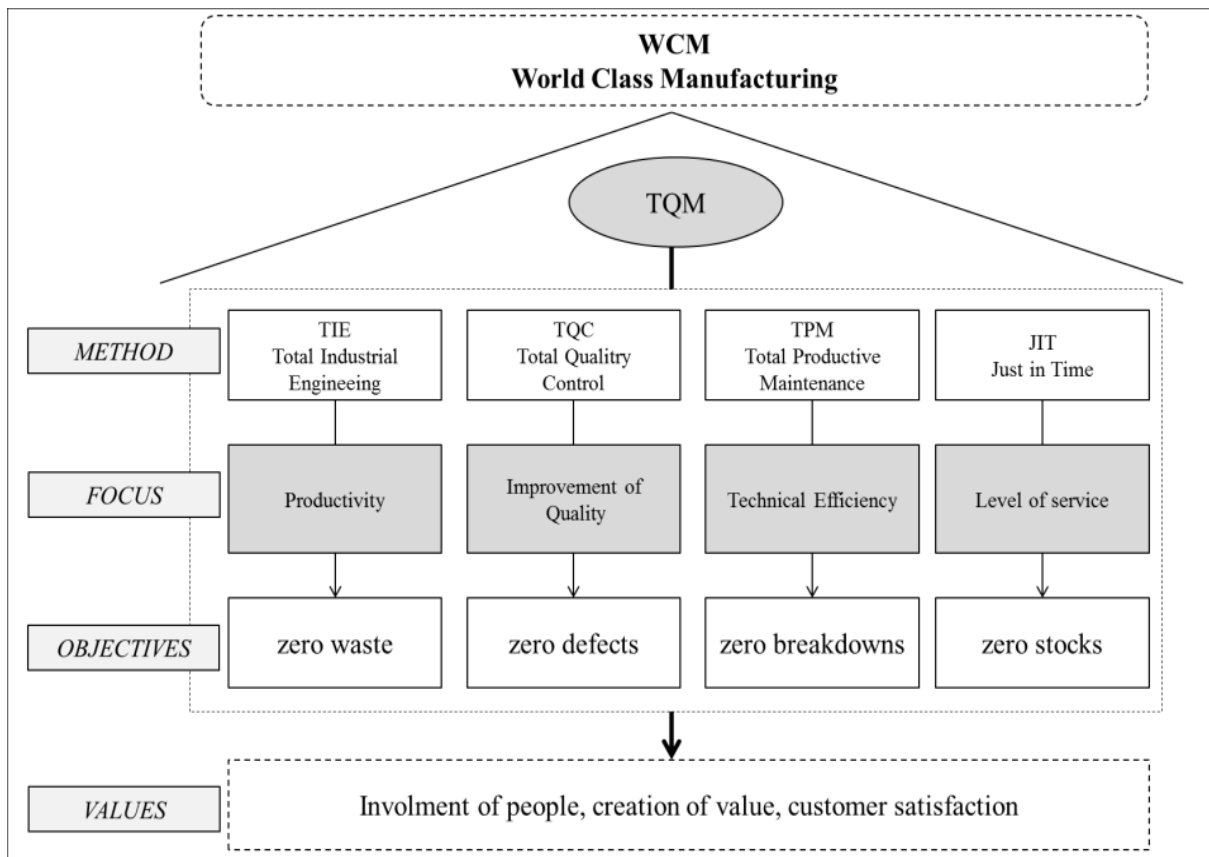 WCM
World Class Manufacturing
TQM
METHOD
TIE
Total Industrial
Engineeing
TQC
Total Qualitry
Control
TPM
Total Productive
Maintenance
JIT
Just in Time
FOCUS
Productivity
Improvement of
Quality
Technical Efficiency
Level of service
OBJECTIVES
zero waste
zero defects
zero breakdowns
zero stocks
VALUES
Involment of people, creation of value, customer satisfaction